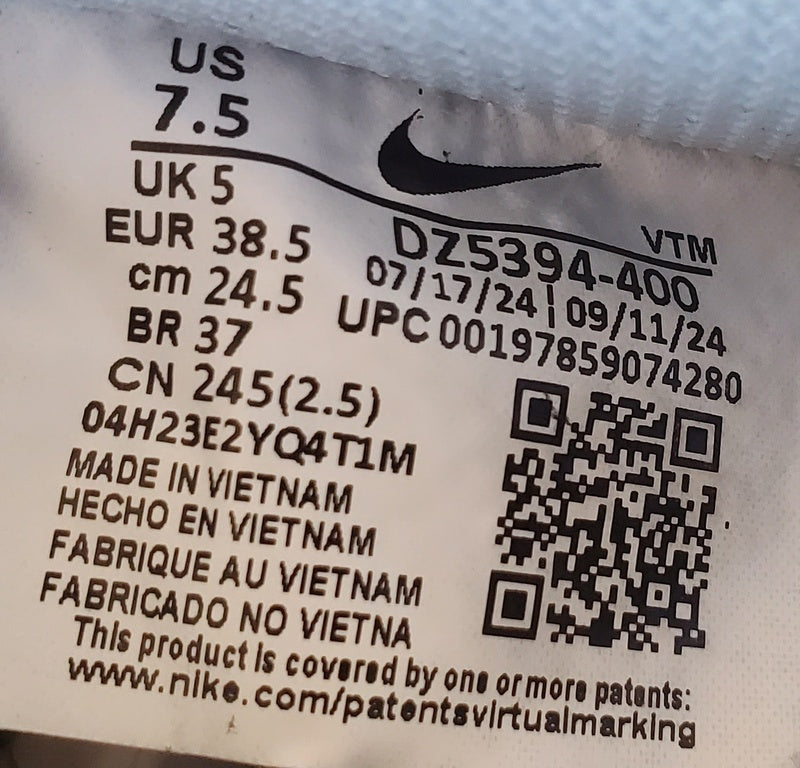 US
7.5
UK 5
EUR 38.5
cm 24.5
BR 37
CN 245(2.5)
04H23E2YQ4T1M
VTM
DZ5394-400
07/17/24 | 09/11/24
UPC 00197859074280
MADE IN VIETNAM
HECHO EN VIETNAM
FABRIQUE AU VIETNAM
FABRICADO NO VIETNA
This product is covered by one or more patents:
www.nike.com/patentsvirtualmarking